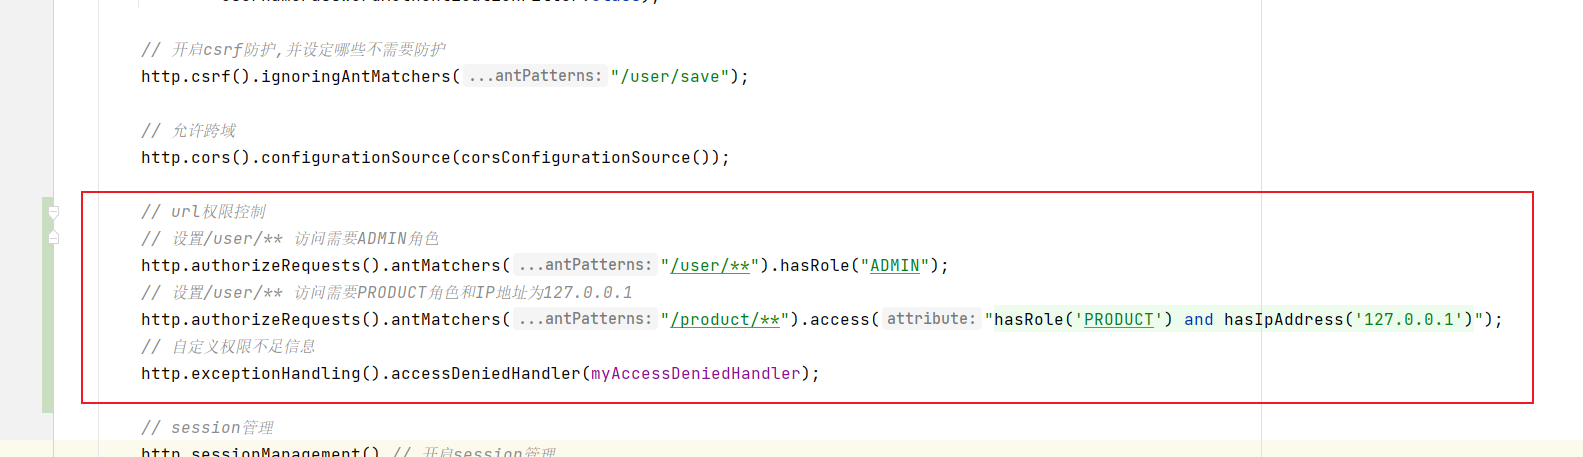 // 开启csrf防护,并设定哪些不需要防护
http.csrf().ignoringAntMatchers( ...antPatterns: "/user/save");
// 允许跨域
http.cors().configurationSource(corsConfigurationSource());
// url权限控制
// 设置/user/** 访问需要ADMIN角色
http.authorizeRequests().antMatchers( ...antPatterns: "/user/**").hasRole("ADMIN");
// 设置/user/** 访问需要PRODUCT角色和IP地址为127.0.0.1
http.authorizeRequests().antMatchers( ...antPatterns: "/product/**").access( attribute: "hasRole('PRODUCT') and hasIpAddress('127.0.0.1')");
// 自定义权限不足信息
http.exceptionHandling().accessDeniedHandler(myAccessDeniedHandler);
// session管理
http.sessionManagement() // 开启session管理